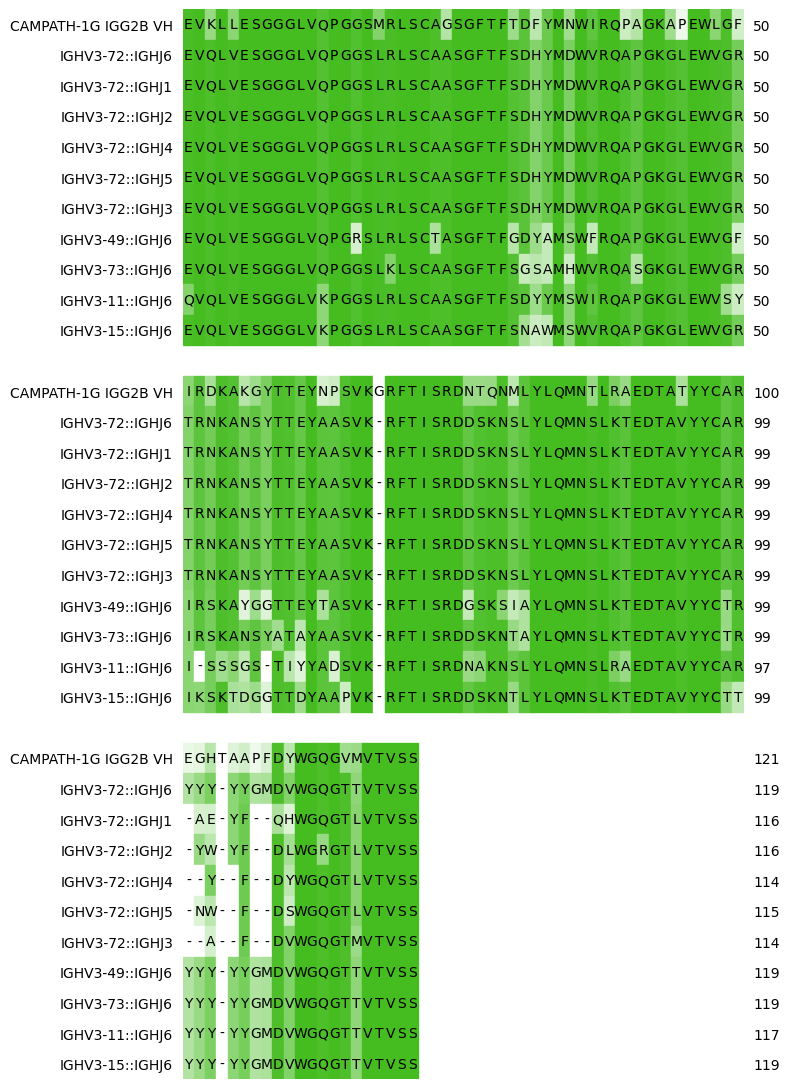 CAMPATH-1G IGG2B VH EVKLLESGGGLVQPGGSMRLSCAGSGFTFTDFYMNWIRQPAGKAPEWLGF 50
IGHV3-72::IGHJ6 EVQLVESGGGLVQPGGSLRLSCAASGFTFSDHYMDWVRQAPGKGLEWVGR 50
IGHV3-72::IGHJ1 EVQLVESGGGLVQPGGSLRLSCAASGFTFSDHYMDWVRQAPGKGLEWVGR 50
IGHV3-72::IGHJ2 EVQLVESGGGLVQPGGSLRLSCAASGFTFSDHYMDWVRQAPGKGLEWVGR 50
IGHV3-72::IGHJ4 EVQLVESGGGLVQPGGSLRLSCAASGFTFSDHYMDWVRQAPGKGLEWVGR 50
IGHV3-72::IGHJ5 EVQLVESGGGLVQPGGSLRLSCAASGFTFSDHYMDWVRQAPGKGLEWVGR 50
IGHV3-72::IGHJ3 EVQLVESGGGLVQPGGSLRLSCAASGFTFSDHYMDWVRQAPGKGLEWVGR 50
IGHV3-49::IGHJ6 EVQLVESGGGLVQPGRSLRLSCTASGFTFGDYAMSWFRQAPGKGLEWVGF 50
IGHV3-73::IGHJ6 EVQLVESGGGLVQPGGSLKLSCAASGFTFSGSAMHWVRQASGKGLEWVGR 50
IGHV3-11::IGHJ6 QVQLVESGGGLVKPGGSLRLSCAASGFTFSDYYMSWIRQAPGKGLEWVSY 50
IGHV3-15::IGHJ6 EVQLVESGGGLVKPGGSLRLSCAASGFTFSNAWMSWVRQAPGKGLEWVGR 50
CAMPATH-1G IGG2B VH IRDKAKGYTTEYNPSVKGRFTISRDNTQNMLYLQMNTLRAEDTATYYCAR 100
IGHV3-72::IGHJ6 TRNKANSYTTEYAASVK-RFTISRDDSKNSLYLQMNSLKTEDTAVYYCAR 99
IGHV3-72::IGHJ1 TRNKANSYTTEYAASVK-RFTISRDDSKNSLYLQMNSLKTEDTAVYYCAR 99
IGHV3-72::IGHJ2 TRNKANSYTTEYAASVK-RFTISRDDSKNSLYLQMNSLKTEDTAVYYCAR 99
IGHV3-72::IGHJ4 TRNKANSYTTEYAASVK-RFTISRDDSKNSLYLQMNSLKTEDTAVYYCAR 99
IGHV3-72::IGHJ5 TRNKANSYTTEYAASVK-RFTISRDDSKNSLYLQMNSLKTEDTAVYYCAR 99
IGHV3-72::IGHJ3 TRNKANSYTTEYAASVK-RFTISRDDSKNSLYLQMNSLKTEDTAVYYCAR 99
IGHV3-49::IGHJ6 IRSKAYGGTTEYTASVK-RFTISRDGSKSIAYLQMNSLKTEDTAVYYCTR 99
IGHV3-73::IGHJ6 IRSKANSYATAYAASVK-RFTISRDDSKNTAYLQMNSLKTEDTAVYYCTR 99
IGHV3-11::IGHJ6 I-SSSGS-TIYYADSVK-RFTISRDNAKNSLYLQMNSLRAEDTAVYYCAR 97
IGHV3-15::IGHJ6 IKSKTDGGTTDYAAPVK-RFTISRDDSKNTLYLQMNSLKTEDTAVYYCTT 99
CAMPATH-1G IGG2B VH EGHTAAPFDYWGQGVMVTVSS 121
IGHV3-72::IGHJ6 YYY-YYGMDVWGQGTTVTVSS 119
IGHV3-72::IGHJ1 -AE-YF--QHWGQGTLVTVSS 116
IGHV3-72::IGHJ2 -YW-YF--DLWGRGTLVTVSS 116
IGHV3-72::IGHJ4 --Y--F--DYWGQGTLVTVSS 114
IGHV3-72::IGHJ5 -NW--F--DSWGQGTLVTVSS 115
IGHV3-72::IGHJ3 --A--F--DVWGQGTMVTVSS 114
IGHV3-49::IGHJ6 YYY-YYGMDVWGQGTTVTVSS 119
IGHV3-73::IGHJ6 YYY-YYGMDVWGQGTTVTVSS 119
IGHV3-11::IGHJ6 YYY-YYGMDVWGQGTTVTVSS 117
IGHV3-15::IGHJ6 YYY-YYGMDVWGQGTTVTVSS 119